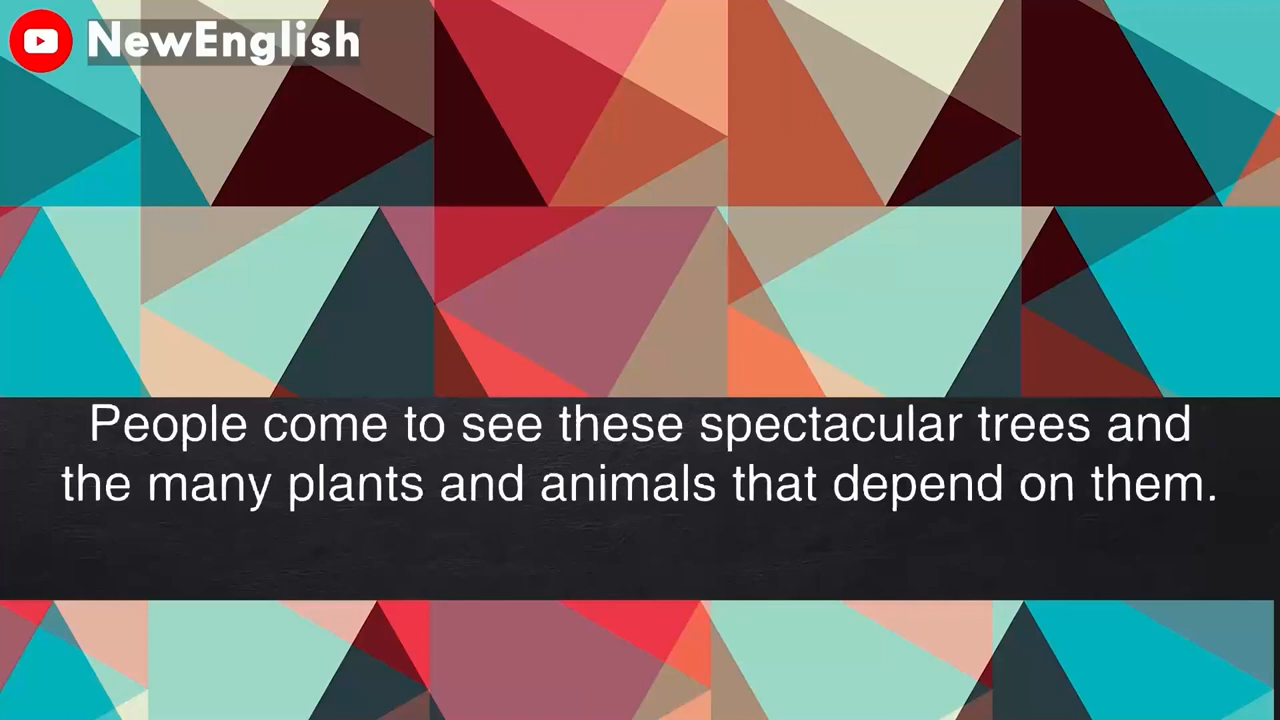 NewEnglish
People come to see these spectacular trees and
the many plants and animals that depend on them.